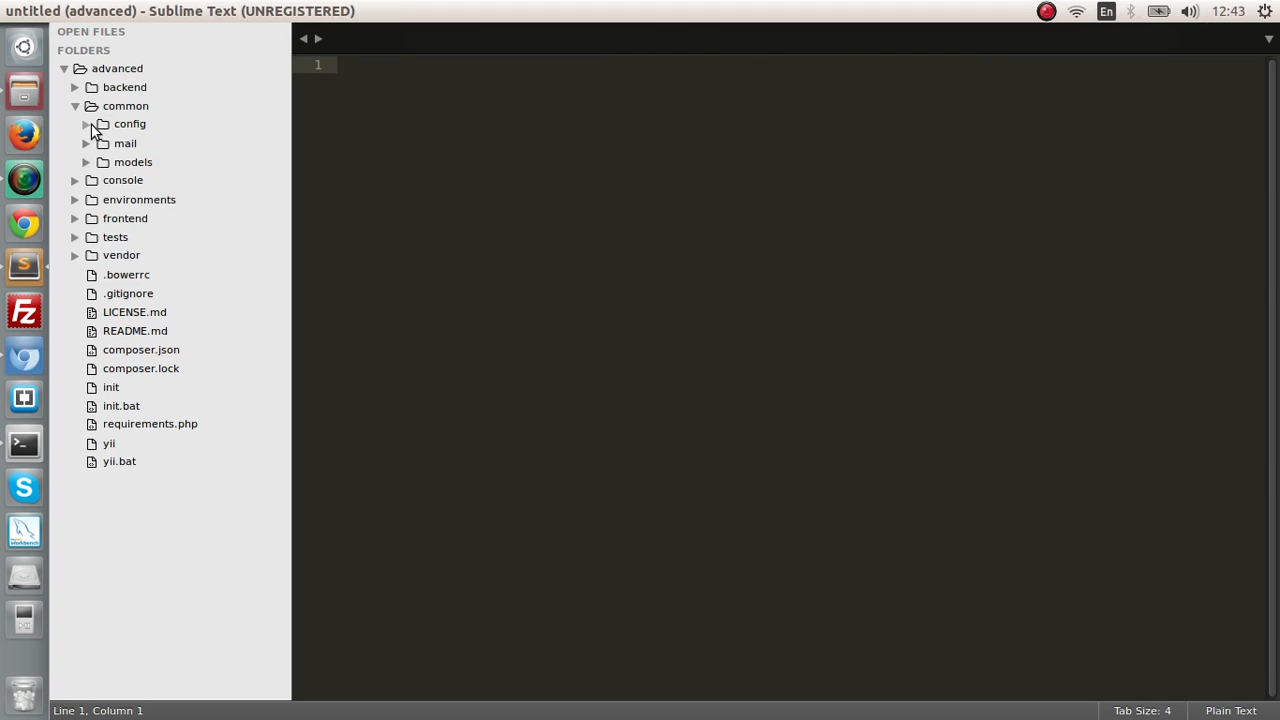 untitled (advanced) - Sublime Text (UNREGISTERED)
En
12:43
OPEN FILES
FOLDERS
advanced
backend
common
config
mail
models
console
environments
frontend
tests
vendor
.bowerrc
.gitignore
LICENSE.md
README.md
composer.json
composer.lock
init
init.bat
requirements.php
yii
yii.bat
1
S
Fz
S
Line 1, Column 1
Tab Size: 4
Plain Text